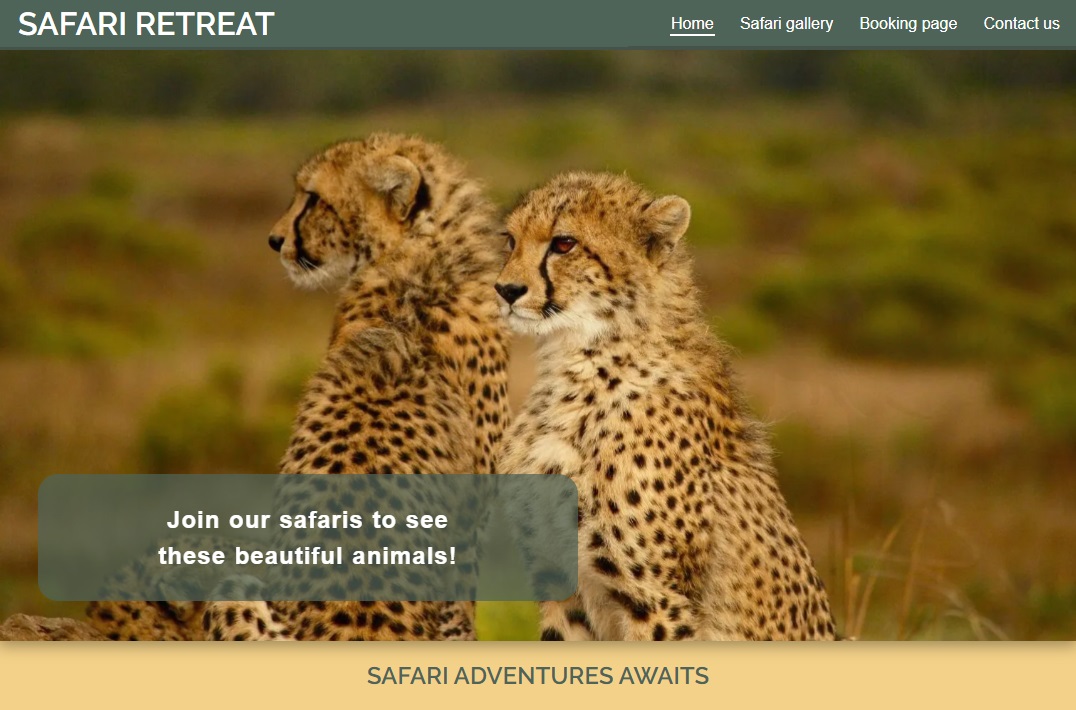 SAFARI RETREAT
Home Safari gallery Booking page Contact us
Join our safaris to see
these beautiful animals!
SAFARI ADVENTURES AWAITS